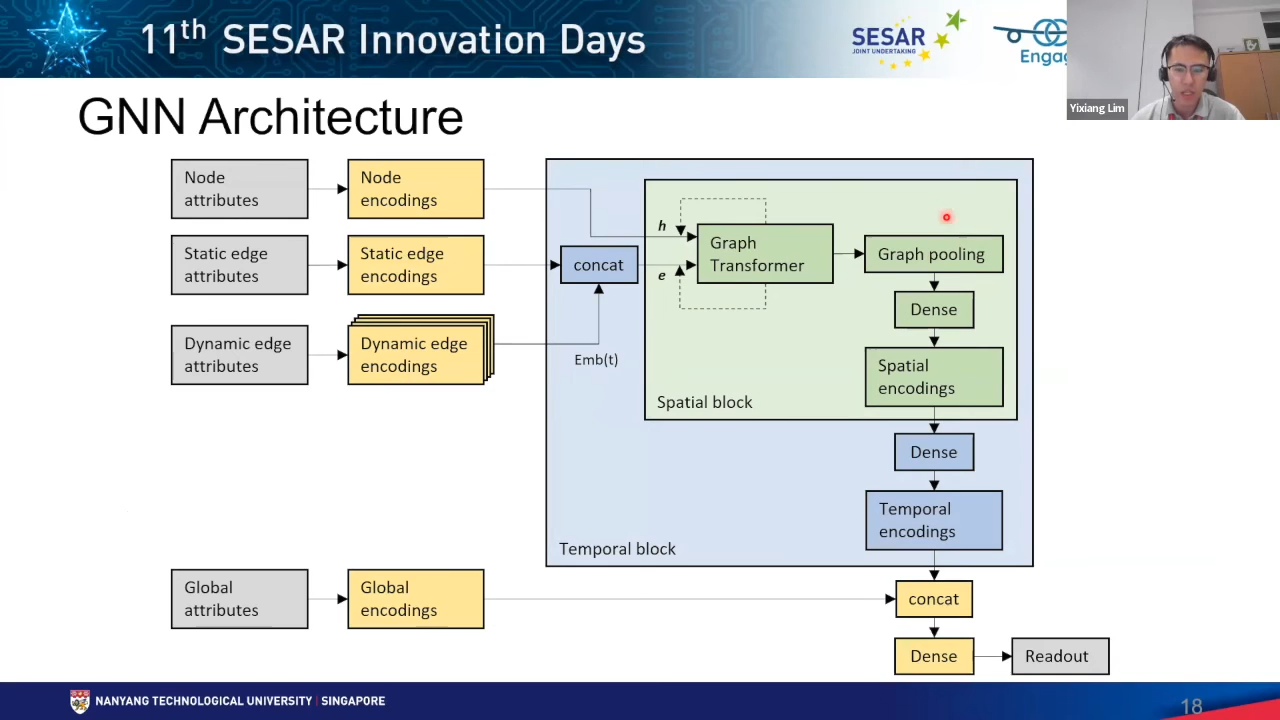 11th SESAR Innovation Days
SESAR
JOINT UNDERTAKING
Engag
Yixiang Lim
GNN Architecture
Node
attributes
Node
encodings
Static edge
attributes
Static edge
encodings
Dynamic edge
attributes
Dynamic edge
encodings
concat
Emb(t)
h
e
Graph
Transformer
Graph pooling
Dense
Spatial
encodings
Spatial block
Dense
Temporal
encodings
Temporal block
Global
attributes
Global
encodings
concat
Dense
Readout
NANYANG TECHNOLOGICAL UNIVERSITY | SINGAPORE
18